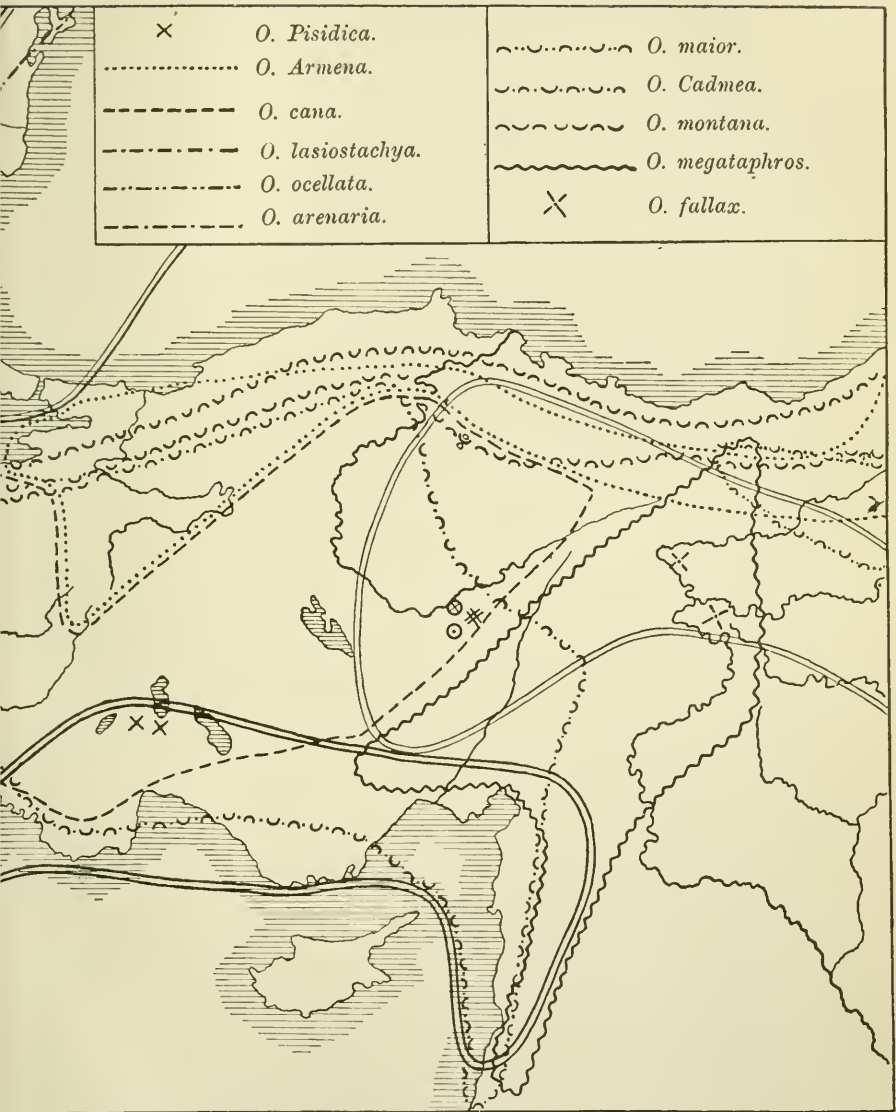 O. Pisidica.
O. Armena.
O. cana.
O. lasiostachya.
O. ocellata.
O. arenaria.
O. maior.
O. Cadmea.
O. montana.
O. megataphros.
O. fallax.